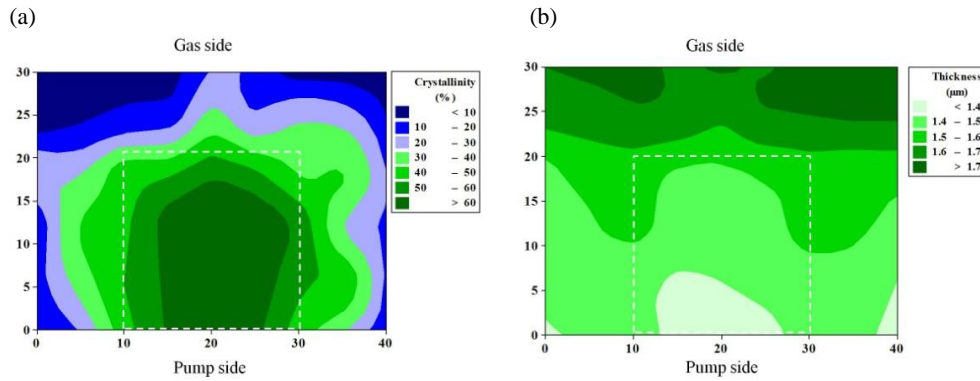 (a)
Gas side
30
25
20
15
10
5
0
0 10 20 30 40
Pump side
Crystallinity
(%)
< 10
10 – 20
20 – 30
30 – 40
40 – 50
50 – 60
> 60
(b)
Gas side
30
25
20
15
10
5
0
0 10 20 30 40
Pump side
Thickness
(μm)
< 1.4
1.4 – 1.5
1.5 – 1.6
1.6 – 1.7
> 1.7